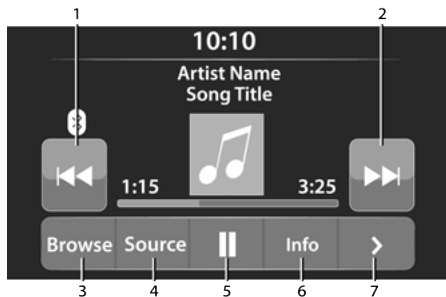 1 2
10:10
Artist Name
Song Title
1:15 3:25
Browse Source Info
3 4 5 6 7